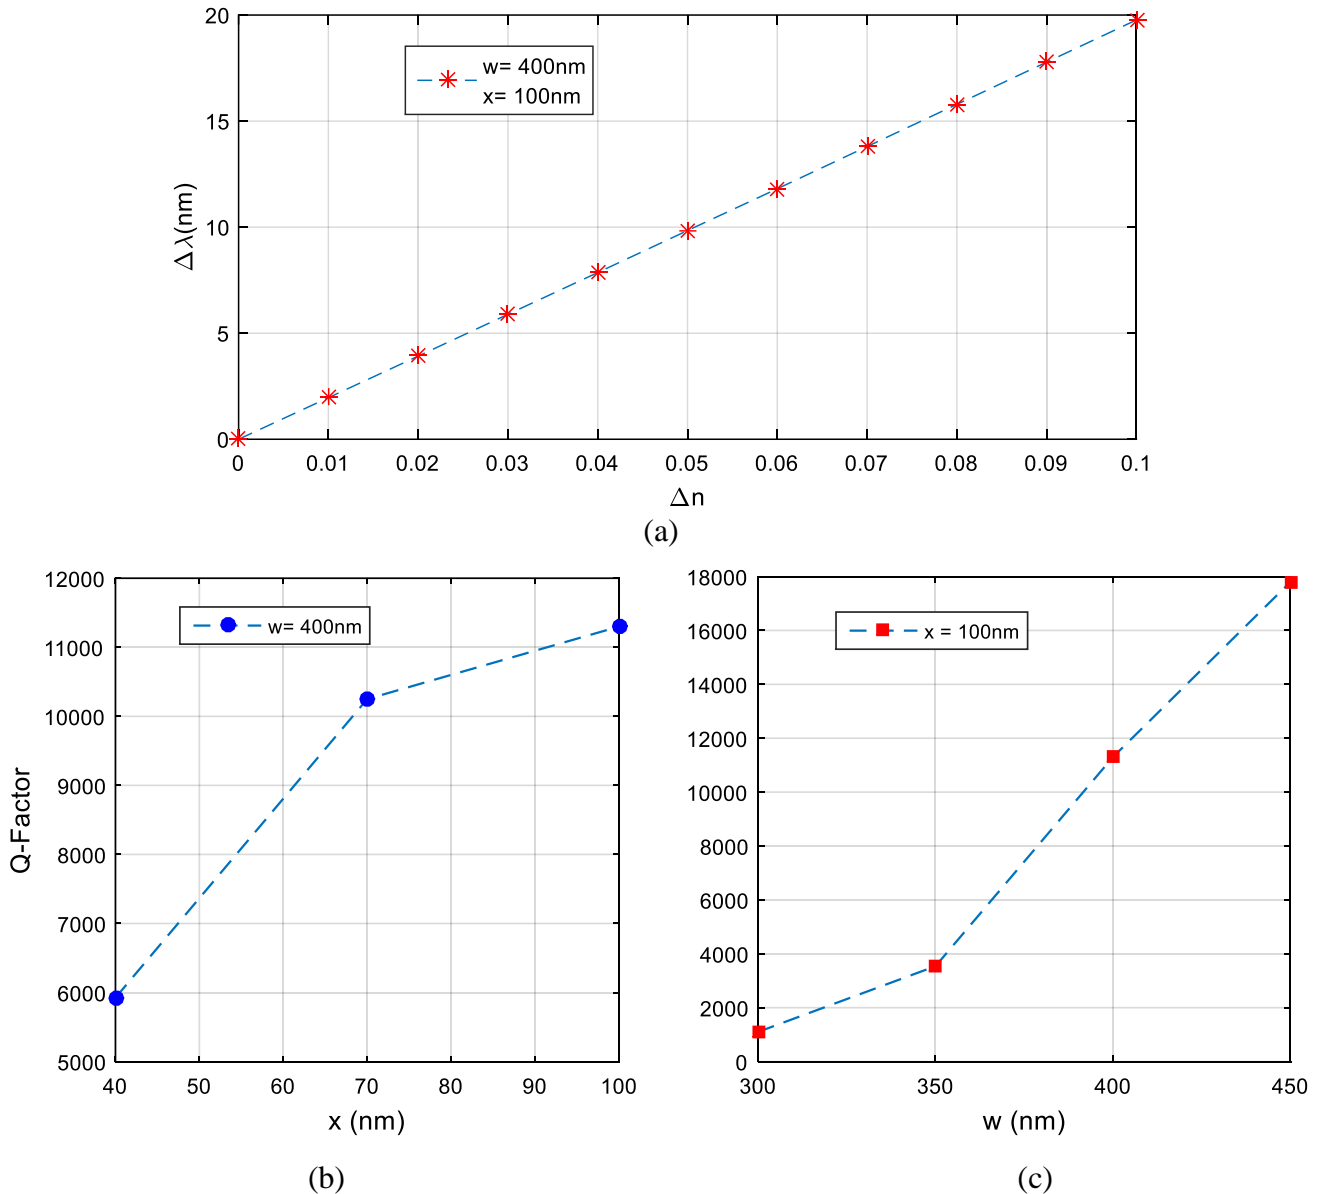 20
15
10
5
0
Δλ(nm)
w= 400nm
x= 100nm
0 0.01 0.02 0.03 0.04 0.05 0.06 0.07 0.08 0.09 0.1
Δn
(a)
12000
11000
10000
9000
8000
7000
6000
5000
Q-Factor
w= 400nm
40 50 60 70 80 90 100
x (nm)
(b)
18000
16000
14000
12000
10000
8000
6000
4000
2000
0
x = 100nm
300 350 400 450
w (nm)
(c)